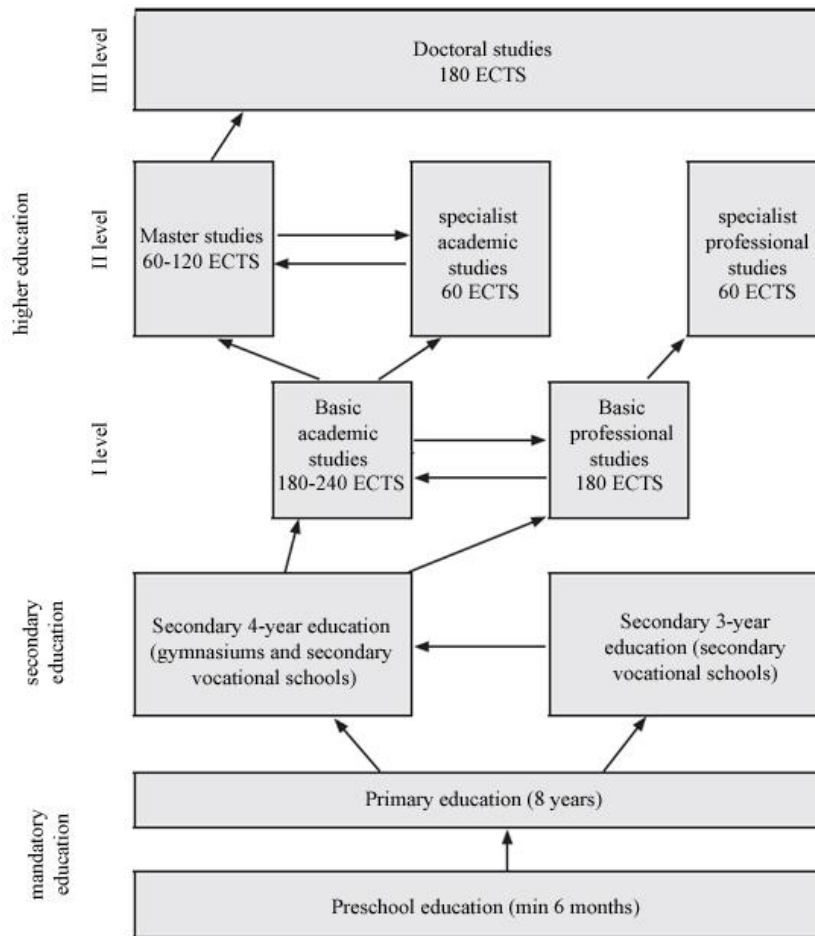 III level
Doctoral studies
180 ECTS
higher education
II level
Master studies
60-120 ECTS
specialist
academic
studies
60 ECTS
specialist
professional
studies
60 ECTS
I level
Basic
academic
studies
180-240 ECTS
Basic
professional
studies
180 ECTS
secondary
education
Secondary 4-year education
(gymnasiums and secondary
vocational schools)
Secondary 3-year
education (secondary
vocational schools)
mandatory
education
Primary education (8 years)
Preschool education (min 6 months)